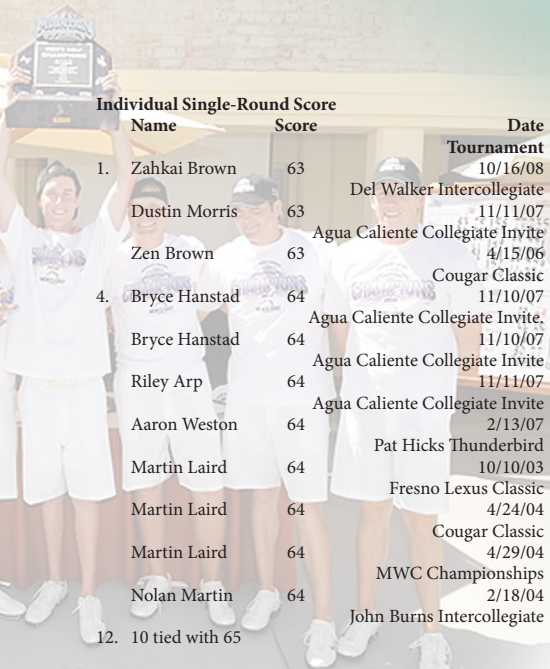 Individual Single-Round Score
Name Score Date
Tournament
1. Zahkai Brown 63 10/16/08
Del Walker Intercollegiate
Dustin Morris 63 11/11/07
Agua Caliente Collegiate Invite
Zen Brown 63 4/15/06
Cougar Classic
4. Bryce Hanstad 64 11/10/07
Agua Caliente Collegiate Invite.
Bryce Hanstad 64 11/10/07
Agua Caliente Collegiate Invite
Riley Arp 64 11/11/07
Agua Caliente Collegiate Invite
Aaron Weston 64 2/13/07
Pat Hicks Thunderbird
Martin Laird 64 10/10/03
Fresno Lexus Classic
Martin Laird 64 4/24/04
Cougar Classic
Martin Laird 64 4/29/04
MWC Championships
Nolan Martin 64 2/18/04
John Burns Intercollegiate
12. 10 tied with 65